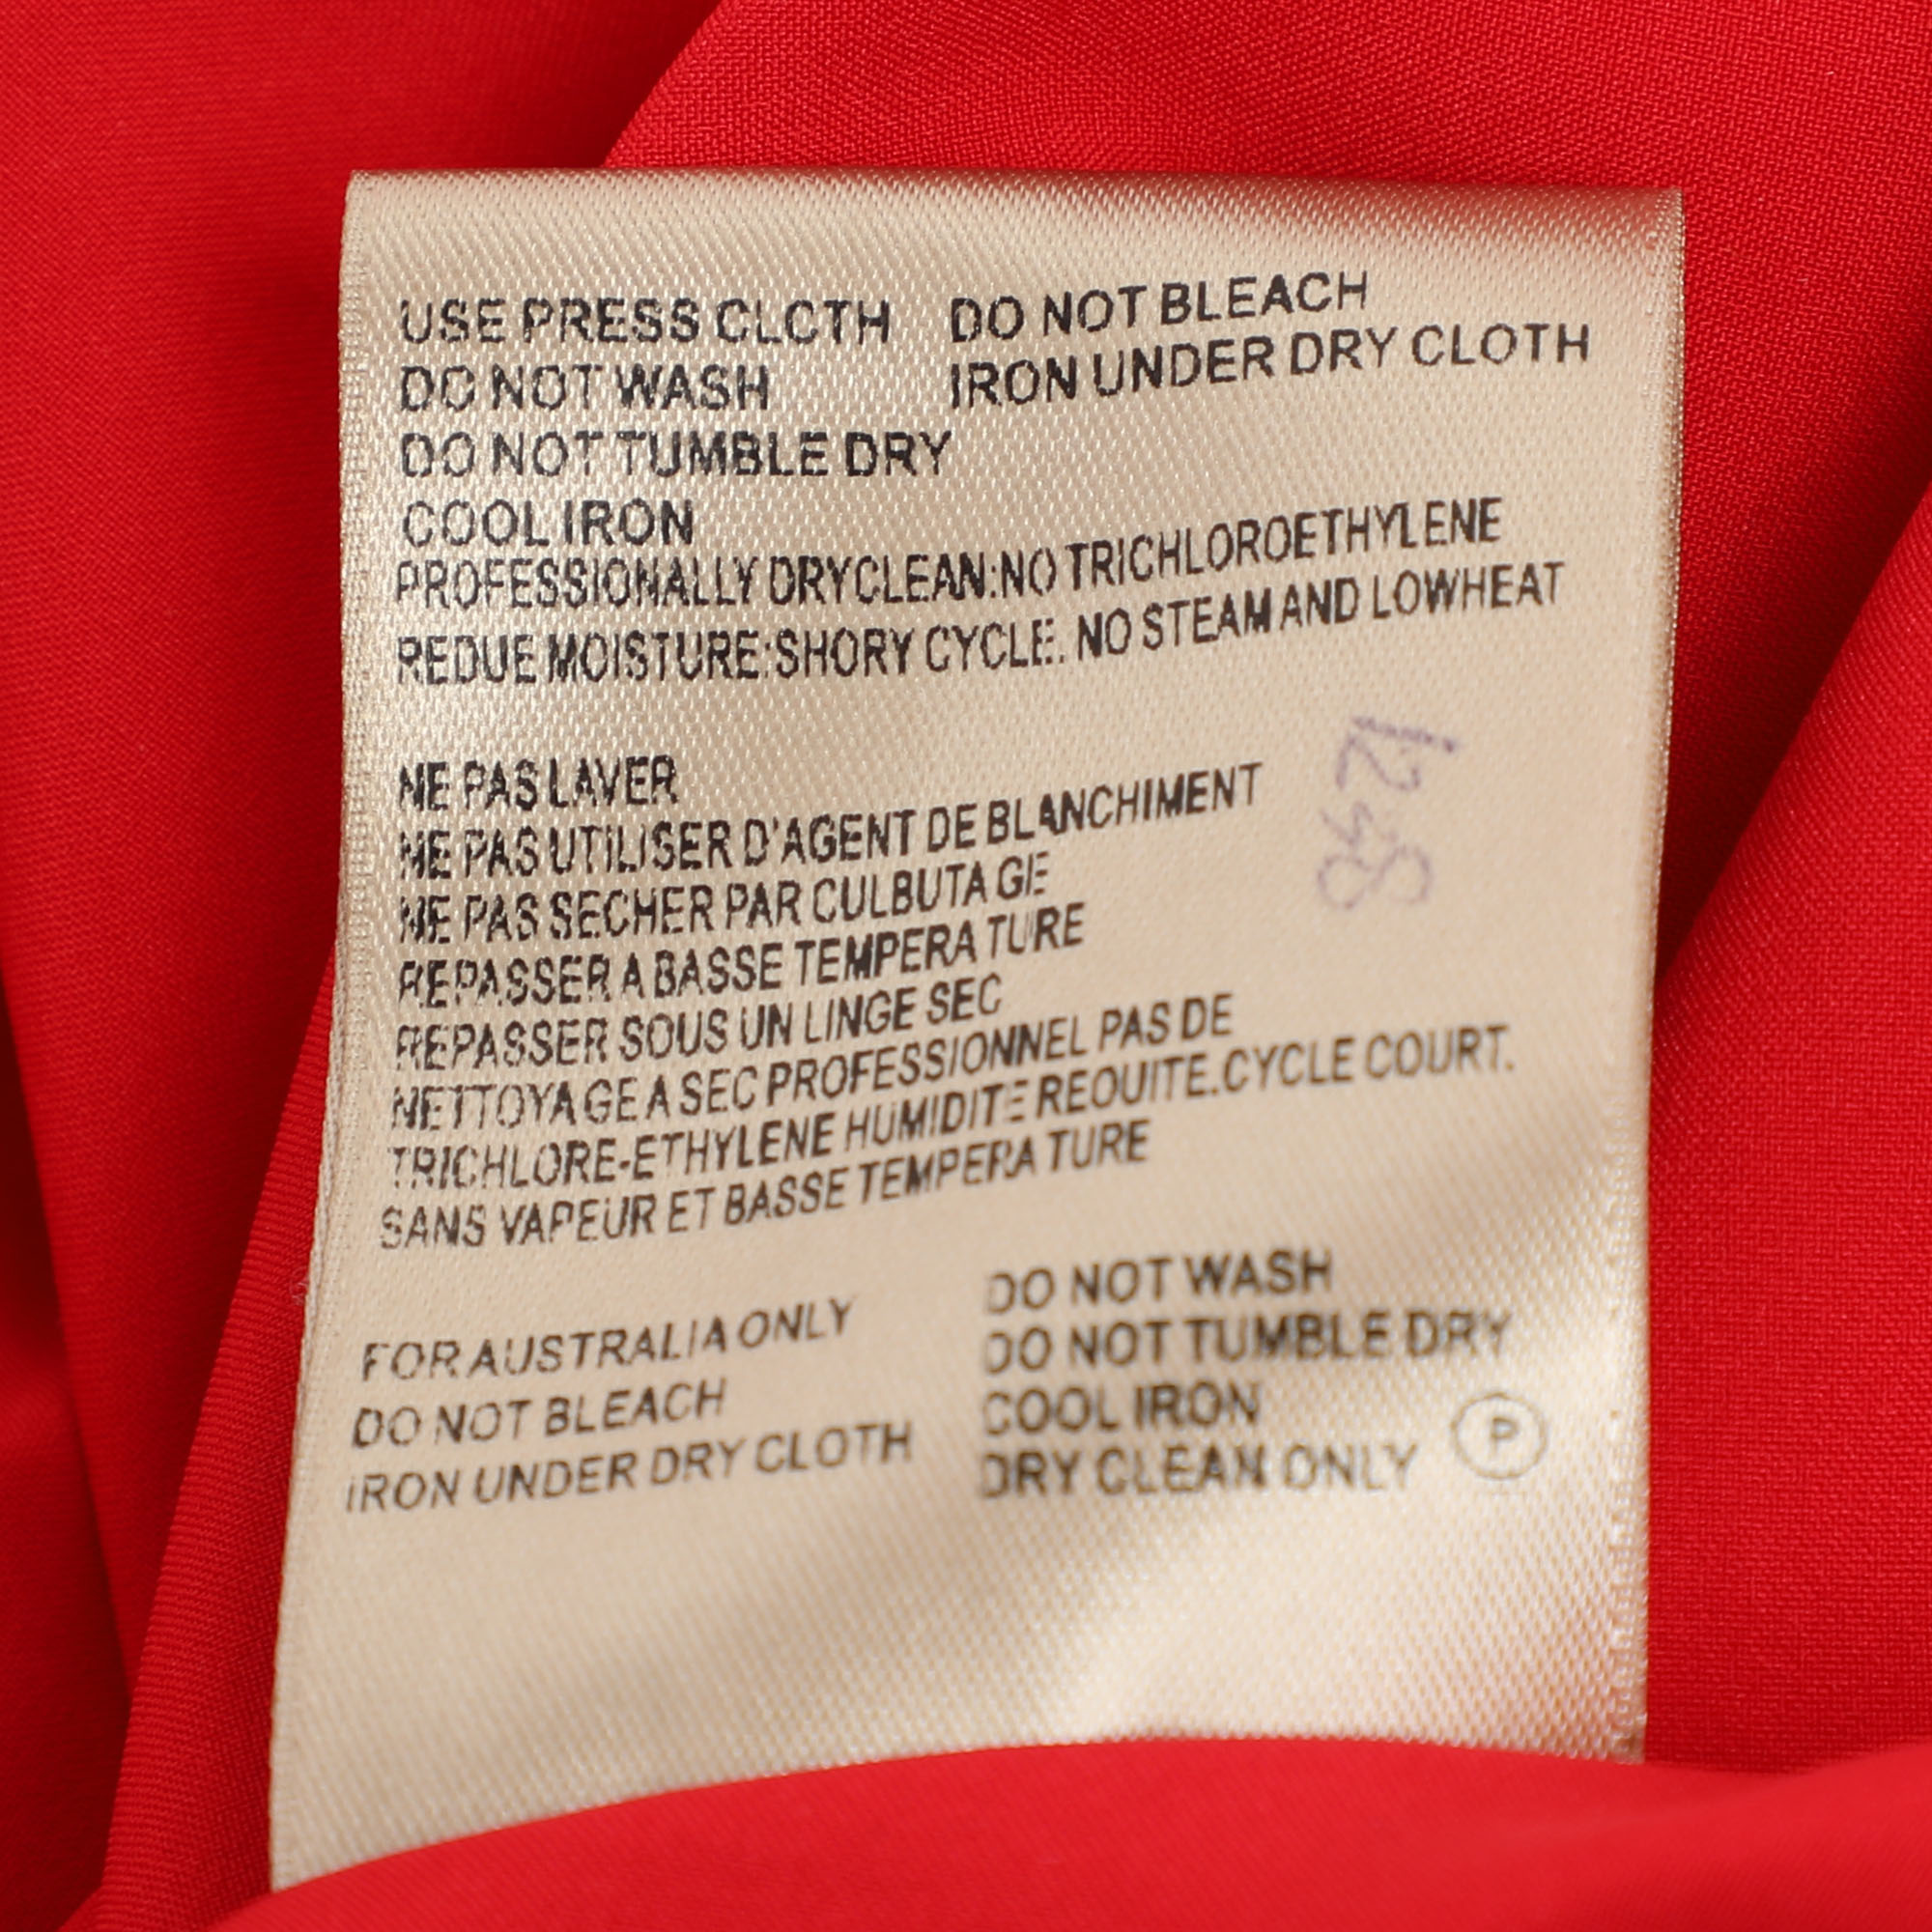 USE PRESS CLOTH DO NOT BLEACH
DO NOT WASH IRON UNDER DRY CLOTH
DO NOT TUMBLE DRY
COOL IRON
PROFESSIONALLY DRYCLEAN:NO TRICHLOROETHYLENE
REDUE MOISTURE:SHORY CYCLE. NO STEAM AND LOWHEAT
NE PAS LAVER
NE PAS UTILISER D'AGENT DE BLANCHIMENT
NE PAS SECHER PAR CULBUTA GE
REPASSER A BASSE TEMPERA TURE
REPASSER SOUS UN LINGE SEC
NETTOYA GE A SEC PROFESSIONNEL PAS DE
TRICHLORE-ETHYLENE HUMIDITE REOUITE.CYCLE COURT.
SANS VAPEUR ET BASSE TEMPERA TURE
FOR AUSTRALIA ONLY
DO NOT BLEACH
IRON UNDER DRY CLOTH
DO NOT WASH
DO NOT TUMBLE DRY
COOL IRON
DRY CLEAN ONLY P